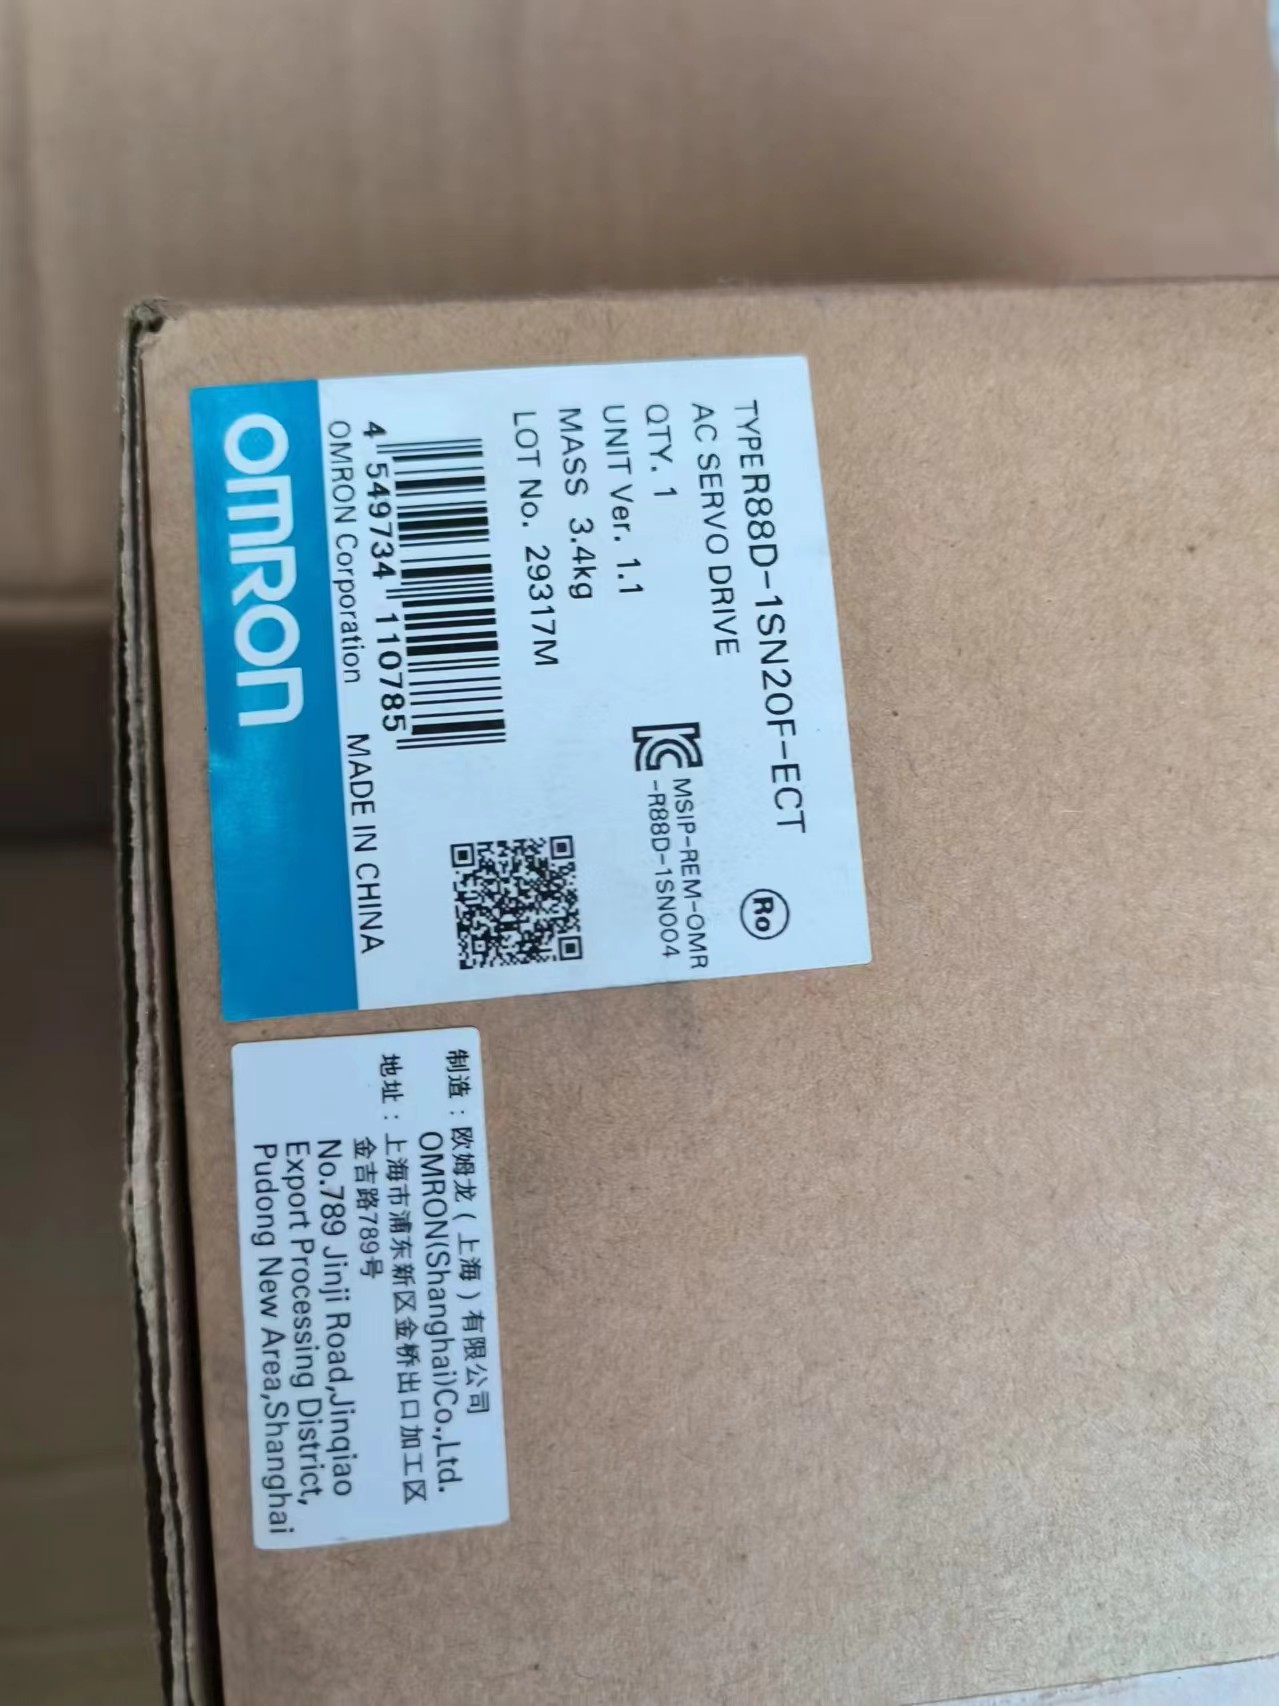 TYPE R88D-1SN20F-ECT
AC SERVO DRIVE
Ro
QTY. 1
MSIP-REM-OMR
-R88D-1SN004
UNIT Ver. 1.1
MASS 3.4kg
LOT No. 29317M
4 549734 110785
OMRON Corporation MADE IN CHINA
OMRON
制造：欧姆龙（上海）有限公司
OMRON(Shanghai)Co.,Ltd.
地址：上海市浦东新区金桥出口加工区
金吉路789号
No.789 Jinji Road,Jinqiao
Export Processing District,
Pudong New Area,Shanghai